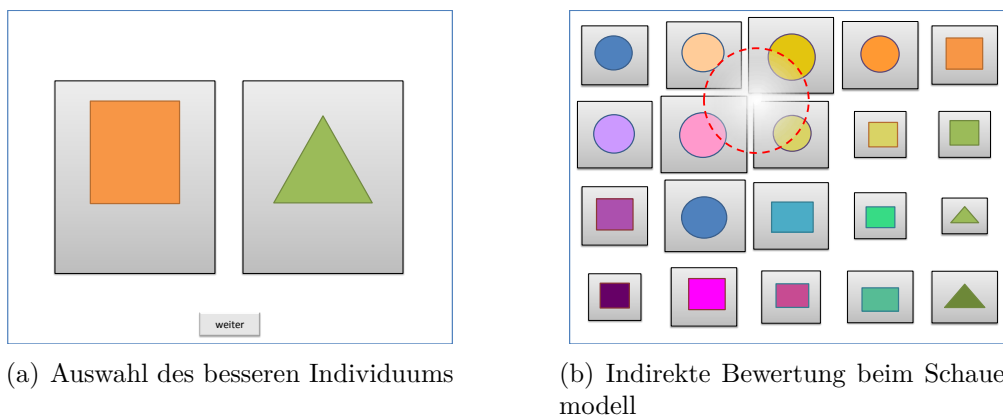 weiter
(a) Auswahl des besseren Individuums
(b) Indirekte Bewertung beim Schaue
modell